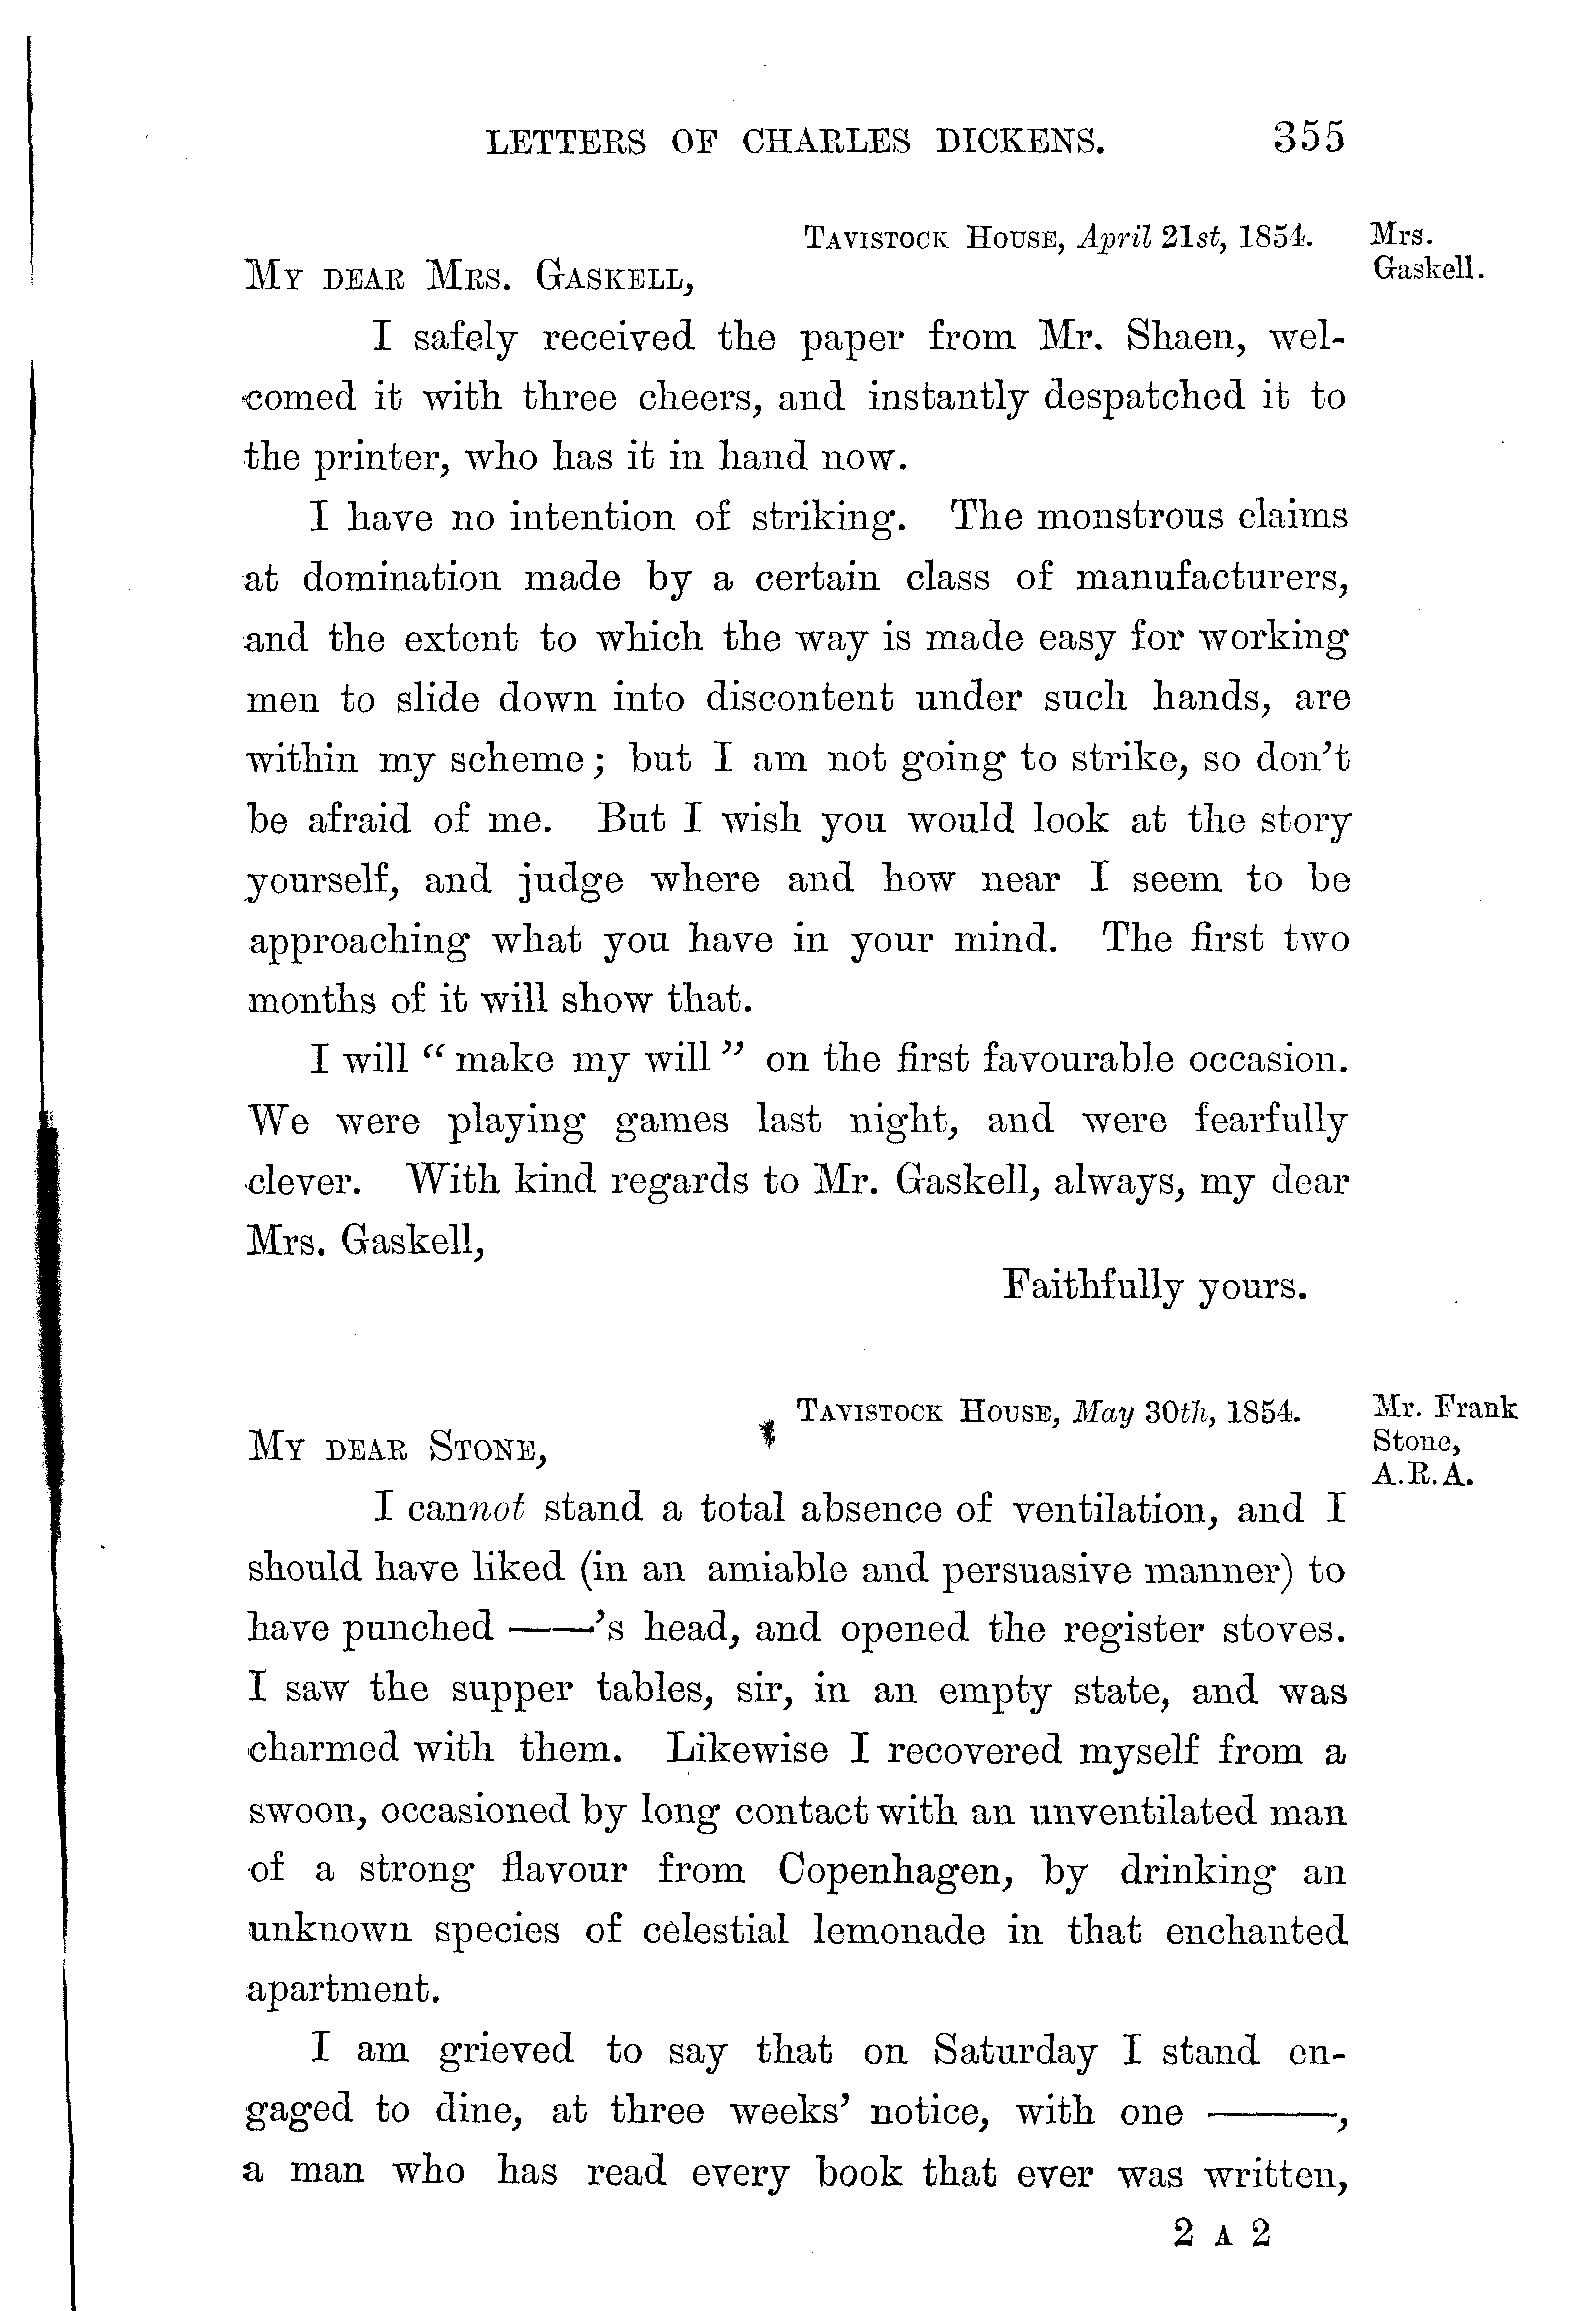 LETTERS OF CHARLES DICKENS. 355
TAVISTOCK HOUSE, April 21st, 1854.
Mrs.
Gaskell.
MY DEAR MRS. GASKELL,
I safely received the paper from Mr. Shaen, wel-
comed it with three cheers, and instantly despatched it to
the printer, who has it in hand now.
I have no intention of striking. The monstrous claims
at domination made by a certain class of manufacturers,
and the extent to which the way is made easy for working
men to slide down into discontent under such hands, are
within my scheme; but I am not going to strike, so don't
be afraid of me. But I wish you would look at the story
yourself, and judge where and how near I seem to be
approaching what you have in your mind. The first two
months of it will show that.
I will “make my will” on the first favourable occasion.
We were playing games last night, and were fearfully
clever. With kind regards to Mr. Gaskell, always, my dear
Mrs. Gaskell,
Faithfully yours.
TAVISTOCK HOUSE, May 30th, 1854.
Mr. Frank
Stone,
A.R.A.
MY DEAR STONE,
I cannot stand a total absence of ventilation, and I
should have liked (in an amiable and persuasive manner) to
have punched ——'s head, and opened the register stoves.
I saw the supper tables, sir, in an empty state, and was
charmed with them. Likewise I recovered myself from a
swoon, occasioned by long contact with an unventilated man
of a strong flavour from Copenhagen, by drinking an
unknown species of celestial lemonade in that enchanted
apartment.
I am grieved to say that on Saturday I stand en-
gaged to dine, at three weeks' notice, with one ———,
a man who has read every book that ever was written,
2 A 2